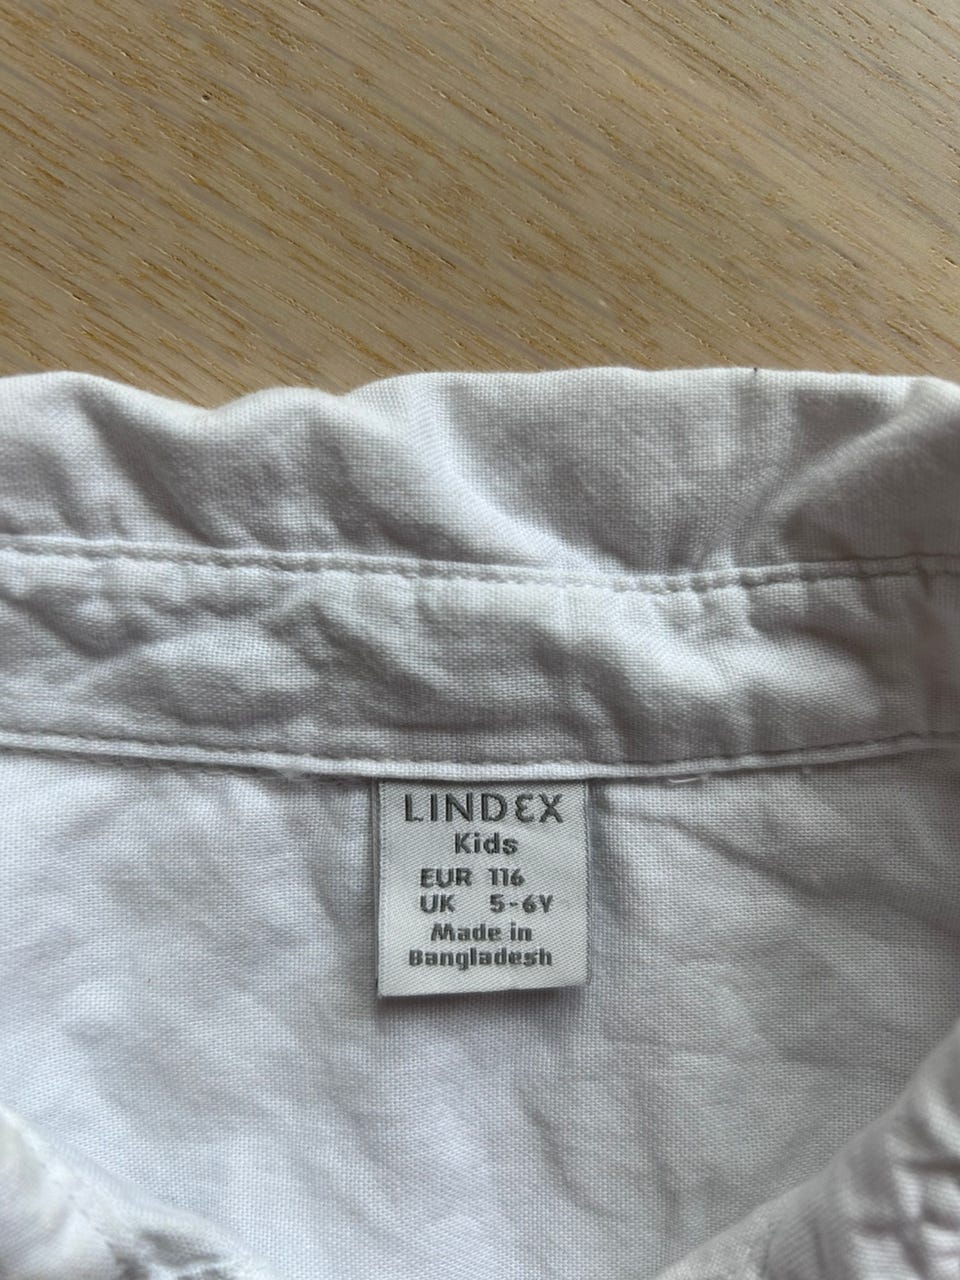 LINDEX
Kids
EUR 116
UK 5-6Y
Made in
Bangladesh